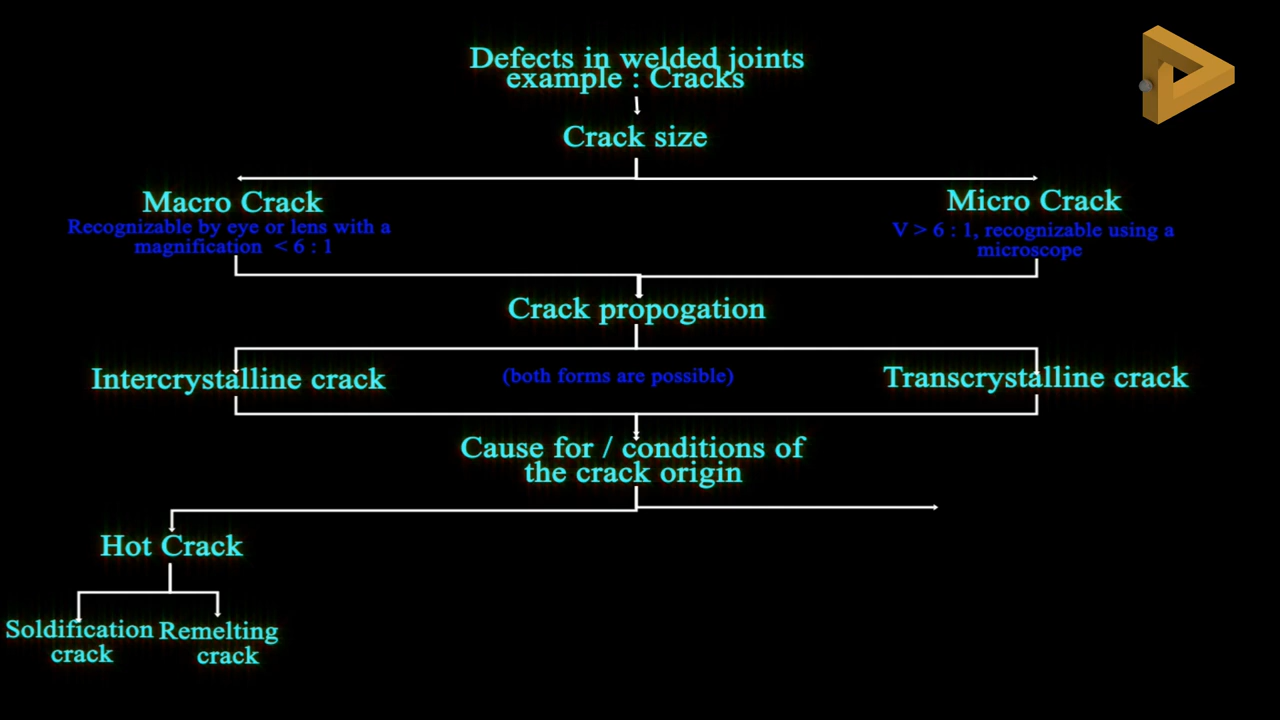 Defects in welded joints
example : Cracks
Crack size
Macro Crack
Micro Crack
Recognizable by eye or lens with a
magnification < 6 : 1
V > 6 : 1, recognizable using a
microscope
Crack propogation
Intercrystalline crack
(both forms are possible)
Transcrystalline crack
Cause for / conditions of
the crack origin
Hot Crack
Soldification
crack
Remelting
crack